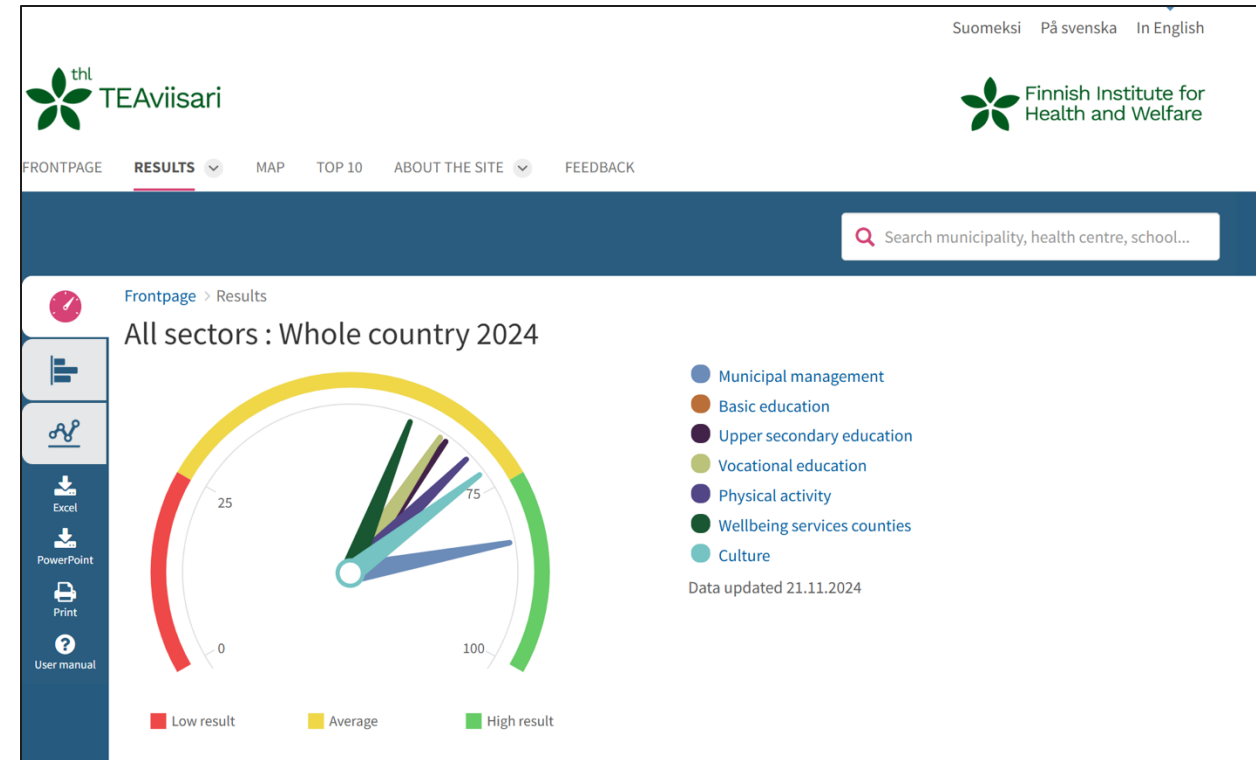 Suomeksi På svenska In English
thl
TEAviisari
Finnish Institute for
Health and Welfare
FRONTPAGE RESULTS MAP TOP 10 ABOUT THE SITE FEEDBACK
Search municipality, health centre, school...
Frontpage > Results
All sectors : Whole country 2024
Municipal management
Basic education
Upper secondary education
Vocational education
Physical activity
Wellbeing services counties
Culture
Data updated 21.11.2024
25
75
0
100
Low result Average High result
Excel
PowerPoint
Print
User manual